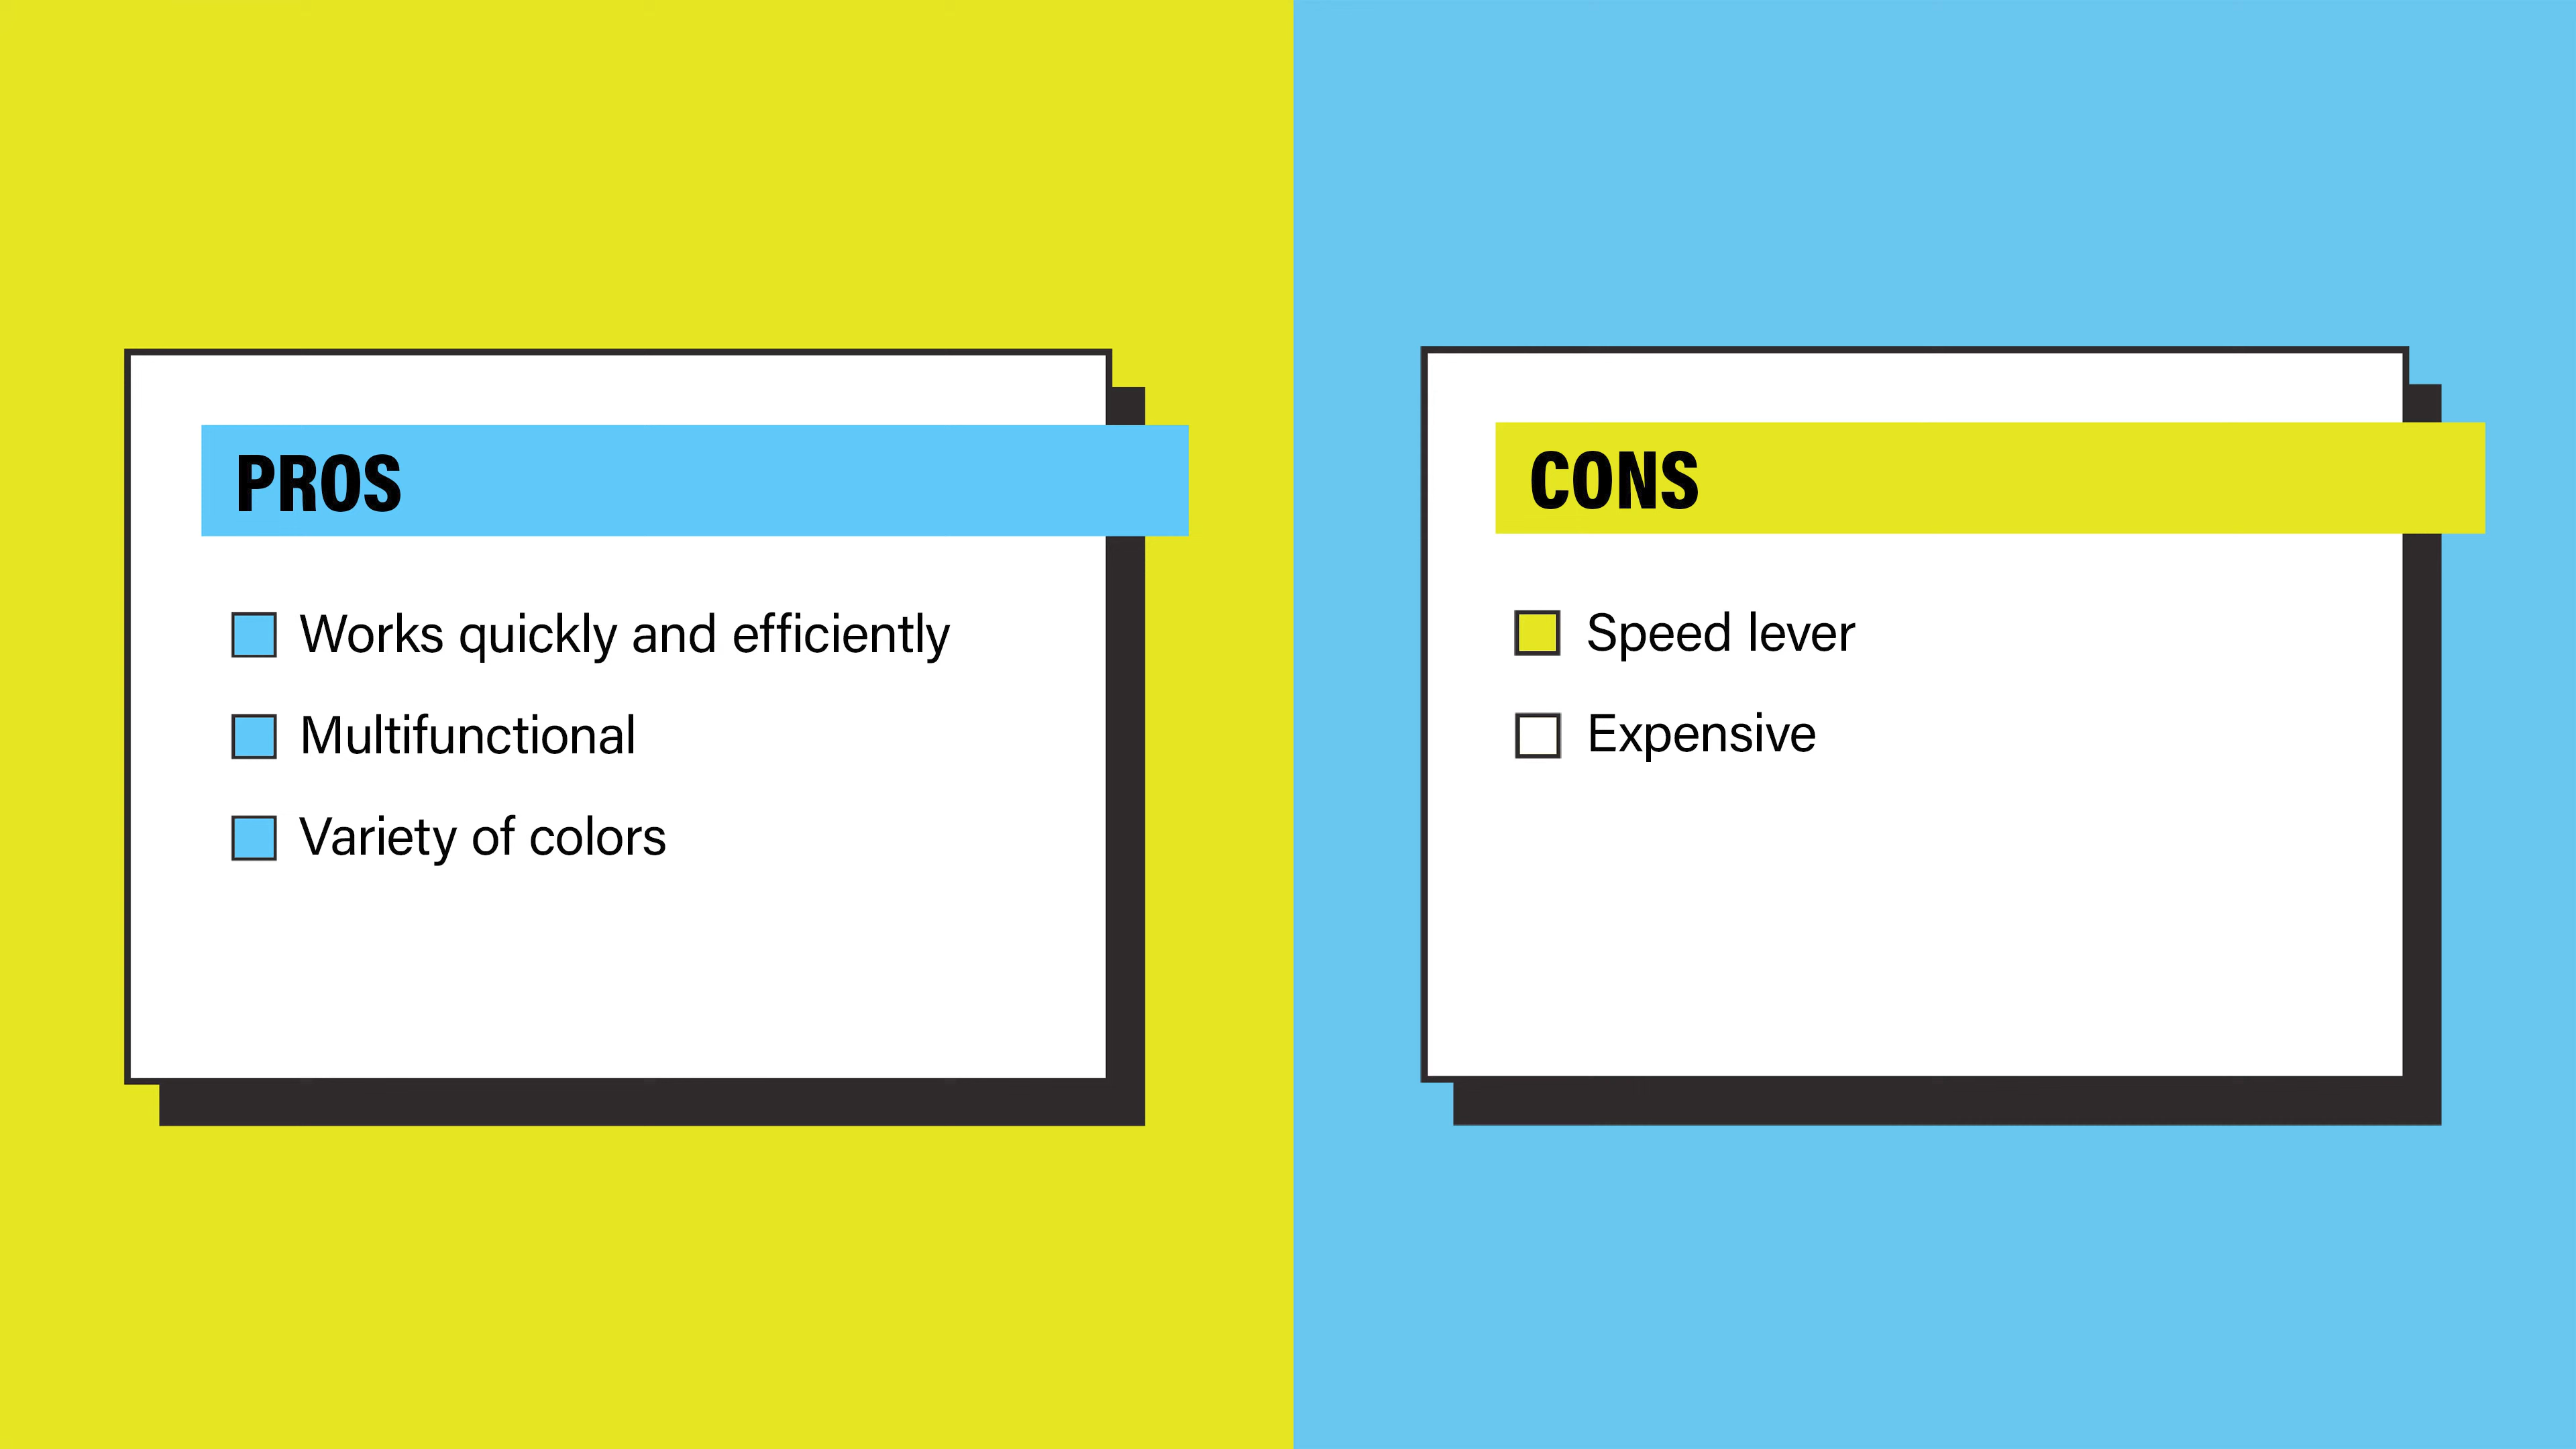 PROS
Works quickly and efficiently
Multifunctional
Variety of colors
CONS
Speed lever
Expensive